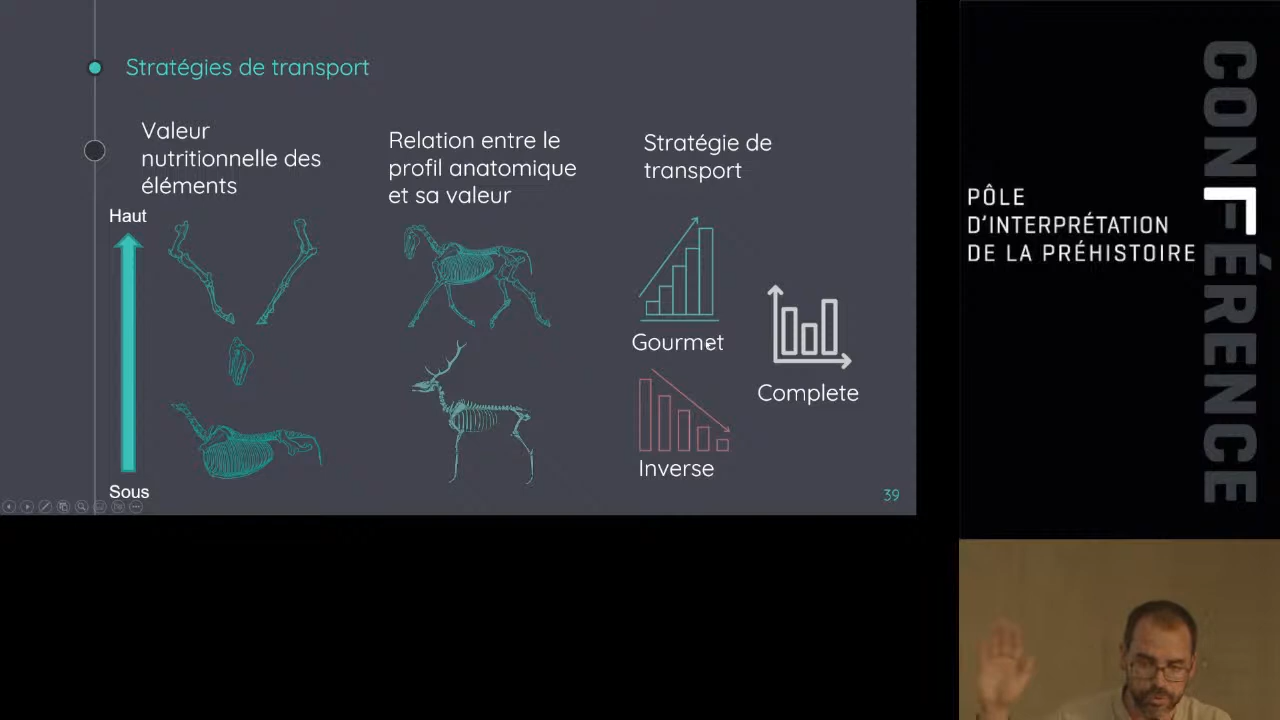 Stratégies de transport
Valeur
nutritionnelle des
éléments
Relation entre le
profil anatomique
et sa valeur
Stratégie de
transport
Haut
Sous
Gourmet
Complete
Inverse
39
PÔLE
D'INTERPRÉTATION
DE LA PRÉHISTOIRE
CONFÉRENCE